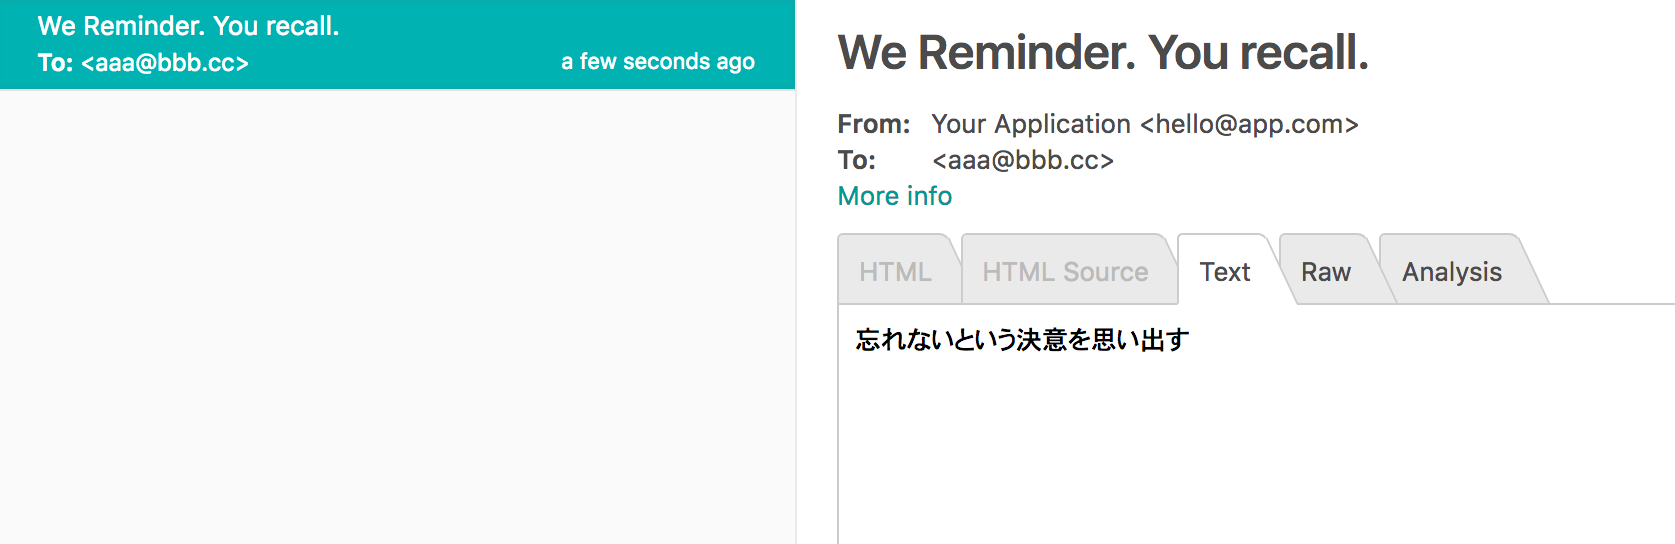 We Reminder. You recall.
To: <aaa@bbb.cc>
a few seconds ago
We Reminder. You recall.
From: Your Application <hello@app.com>
To: <aaa@bbb.cc>
More info
HTML
HTML Source
Text
Raw
Analysis
忘れないという決意を思い出す